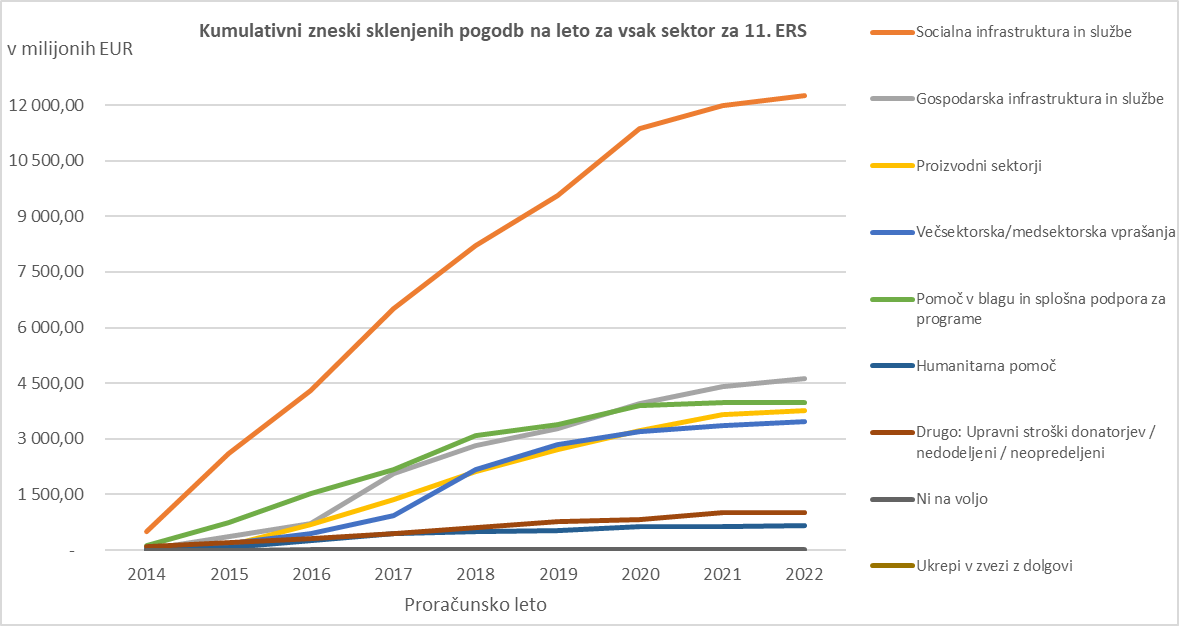 Kumulativni zneski sklenjenih pogodb na leto za vsak sektor za 11. ERS
v milijonih EUR
12 000,00
10 500,00
9 000,00
7 500,00
6 000,00
4 500,00
3 000,00
1 500,00
-
2014 2015 2016 2017 2018 2019 2020 2021 2022
Proračunsko leto
Socialna infrastruktura in službe
Gospodarska infrastruktura in službe
Proizvodni sektorji
Večsektorska/medsektorska vprašanja
Pomoč v blagu in splošna podpora za
programe
Humanitarna pomoč
Drugo: Upravni stroški donatorjev /
nedodeljeni / neopredeljeni
Ni na voljo
Ukrepi v zvezi z dolgovi